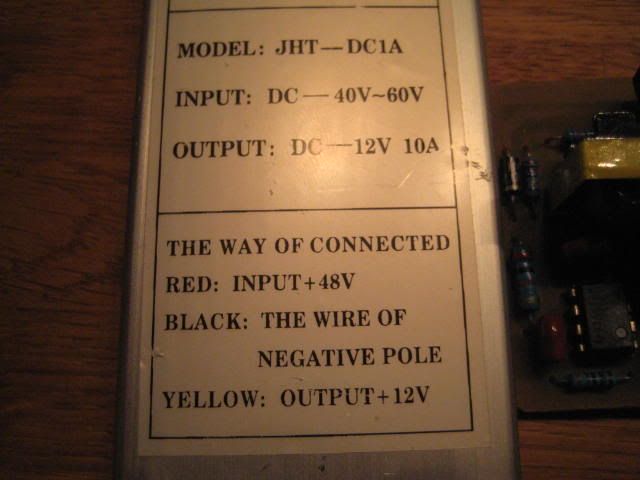 MODEL: JHT—DC1A
INPUT: DC—40V~60V
OUTPUT: DC—12V 10A
THE WAY OF CONNECTED
RED: INPUT+48V
BLACK: THE WIRE OF
NEGATIVE POLE
YELLOW: OUTPUT+12V